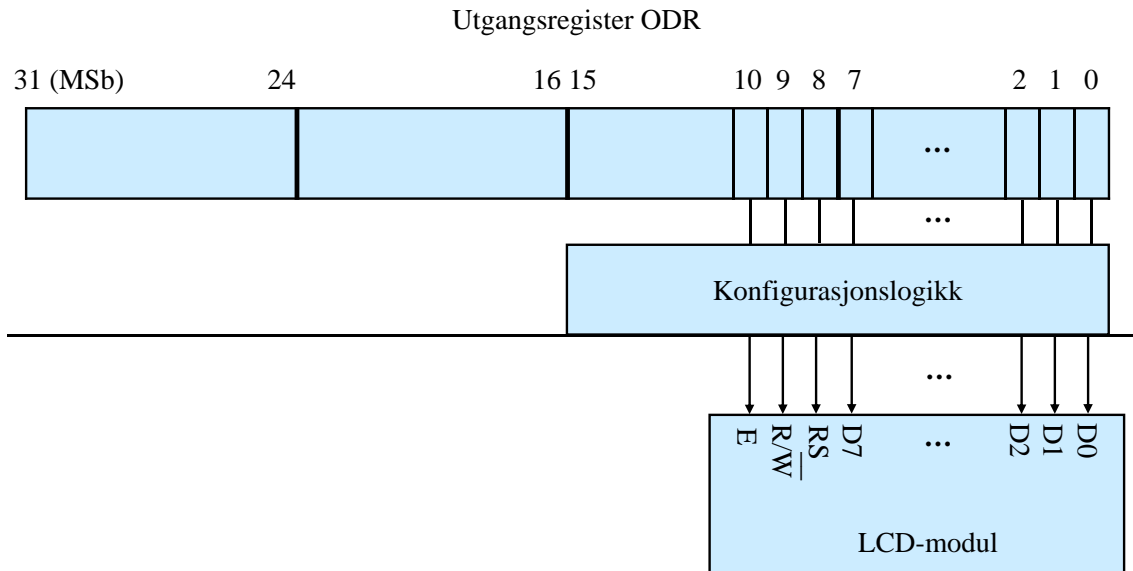 Utgangsregister ODR
31 (MSb) 24 16 15 10 9 8 7 2 1 0
...
...
Konfigurasjonslogikk
...
E R/W RS D7 ... D2 D1 D0
LCD-modul